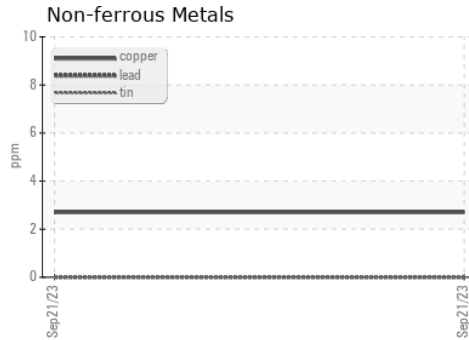 Non-ferrous Metals
10
8
6
4
2
0
ppm
copper
lead
tin
Sep21/23
Sep21/23